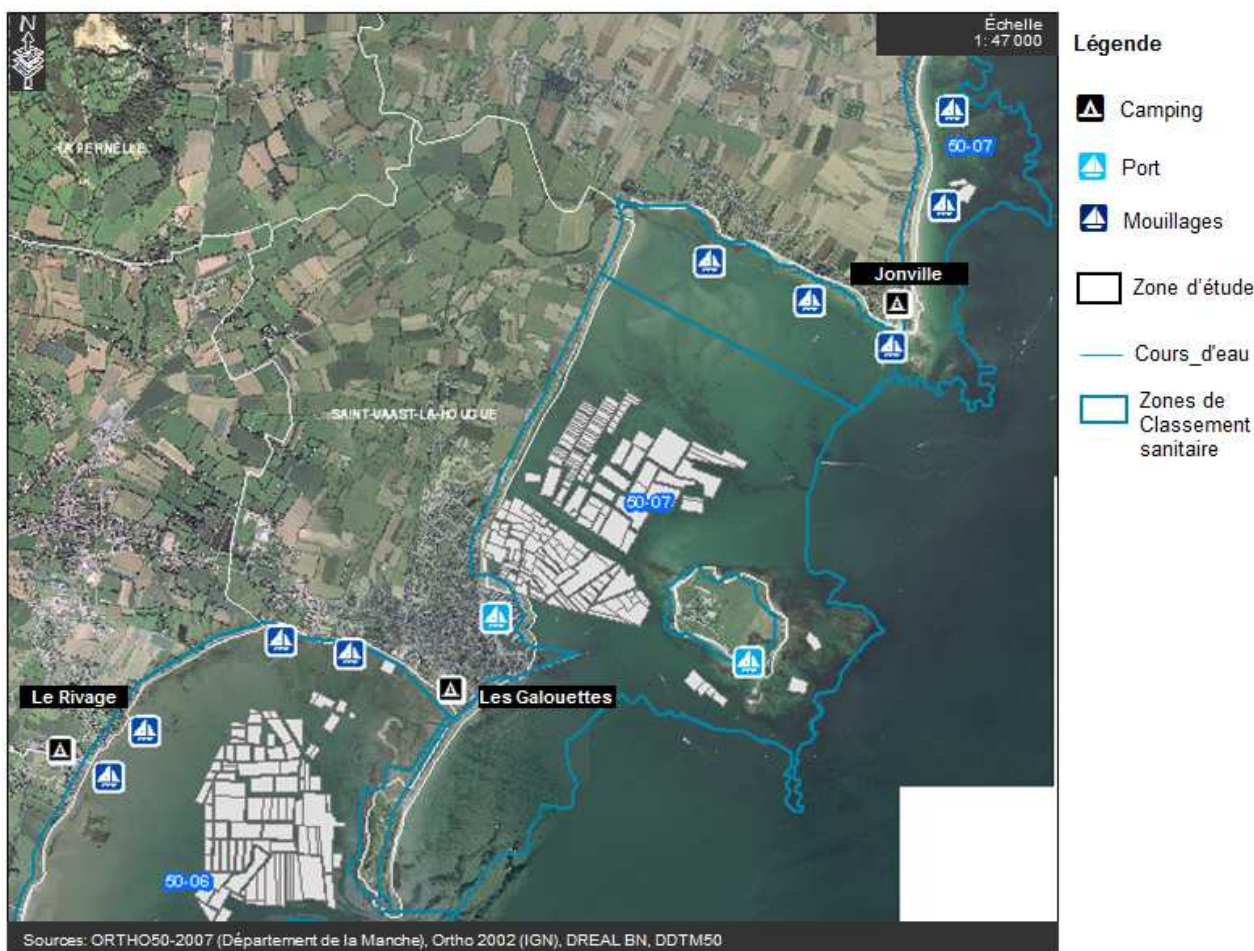 N
Échelle
1: 47 000
LA PERNELLE
50-07
Jonville
SAINT-VAAST-LA-HOUGUE
50-07
Le Rivage
Les Galouettes
50-06
Sources: ORTHO50-2007 (Département de la Manche), Ortho 2002 (IGN), DREAL BN, DDTM50
Légende
Camping
Port
Mouillages
Zone d'étude
Cours_d'eau
Zones de
Classement
sanitaire